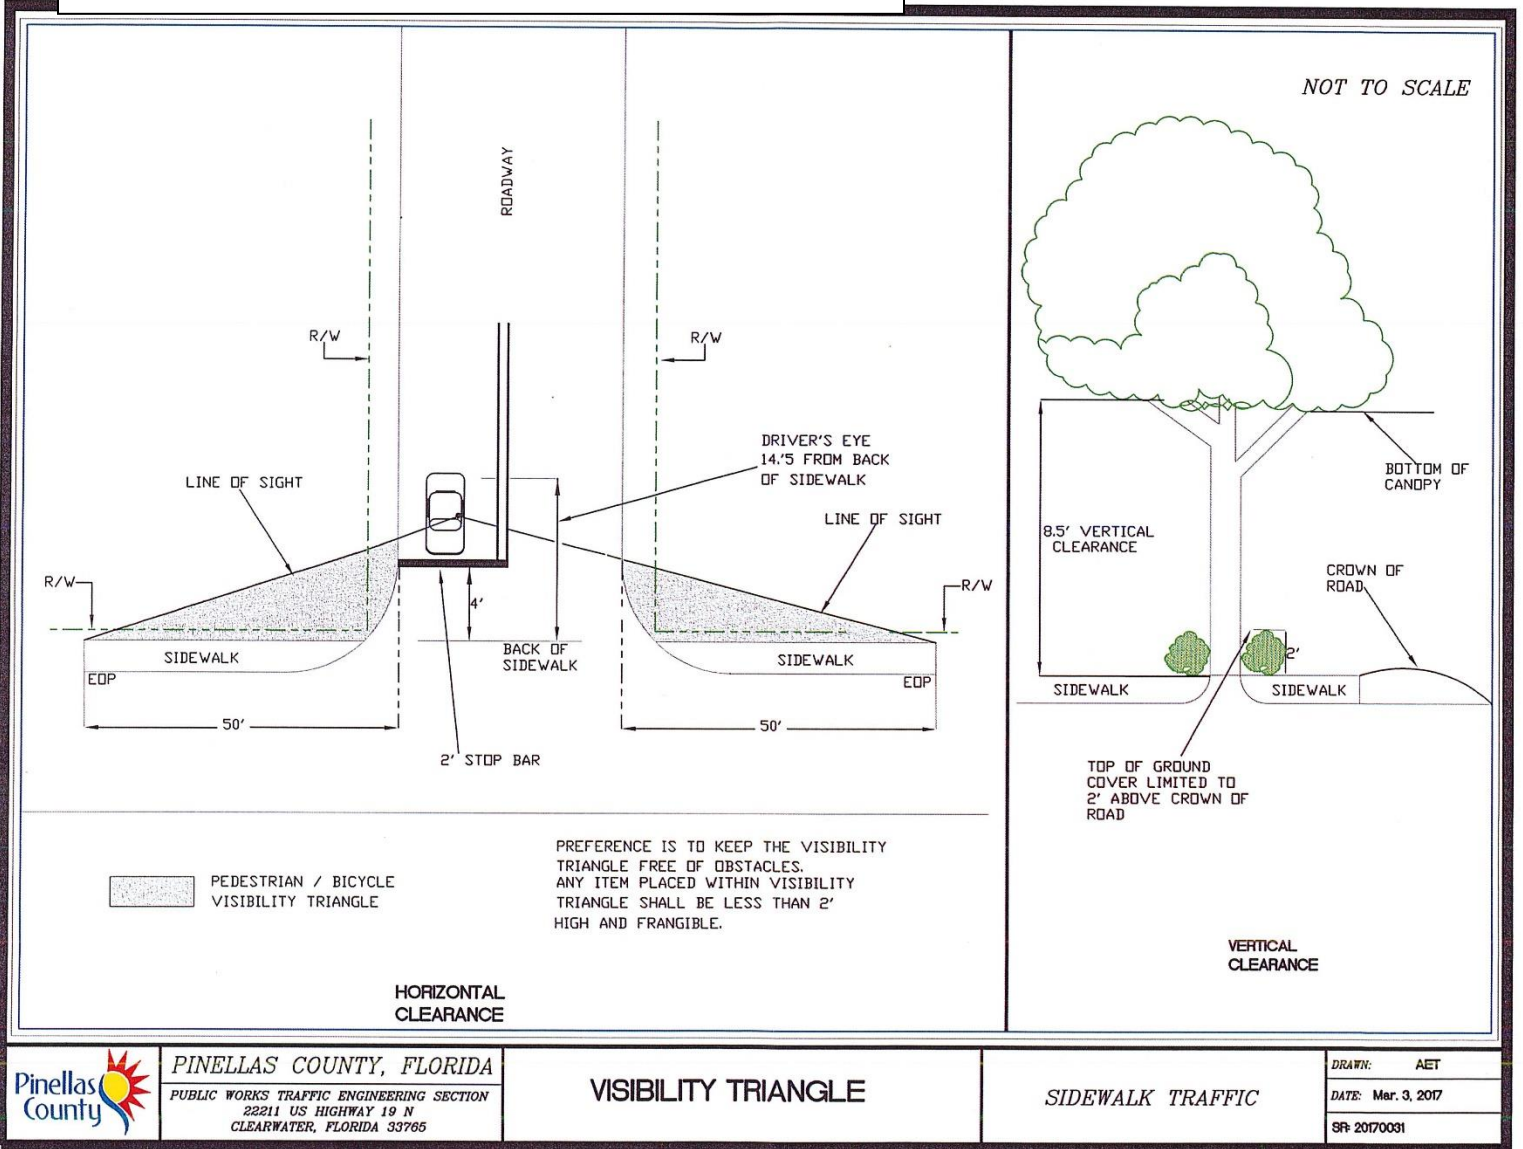 NOT TO SCALE
ROADWAY
R/W
R/W
DRIVER'S EYE
14.'5 FROM BACK
OF SIDEWALK
LINE OF SIGHT
LINE OF SIGHT
R/W
R/W
4'
BACK OF
SIDEWALK
SIDEWALK
SIDEWALK
EOP
EOP
50'
50'
2' STOP BAR
PEDESTRIAN / BICYCLE
VISIBILITY TRIANGLE
PREFERENCE IS TO KEEP THE VISIBILITY
TRIANGLE FREE OF OBSTACLES.
ANY ITEM PLACED WITHIN VISIBILITY
TRIANGLE SHALL BE LESS THAN 2'
HIGH AND FRANGIBLE.
HORIZONTAL
CLEARANCE
BOTTOM OF
CANOPY
8.5' VERTICAL
CLEARANCE
CROWN OF
ROAD
2'
SIDEWALK
SIDEWALK
TOP OF GROUND
COVER LIMITED TO
2' ABOVE CROWN OF
ROAD
VERTICAL
CLEARANCE
Pinellas
County
PINELLAS COUNTY, FLORIDA
PUBLIC WORKS TRAFFIC ENGINEERING SECTION
22211 US HIGHWAY 19 N
CLEARWATER, FLORIDA 33765
VISIBILITY TRIANGLE
SIDEWALK TRAFFIC
DRAWN: AET
DATE: Mar. 3, 2017
SR: 20170031